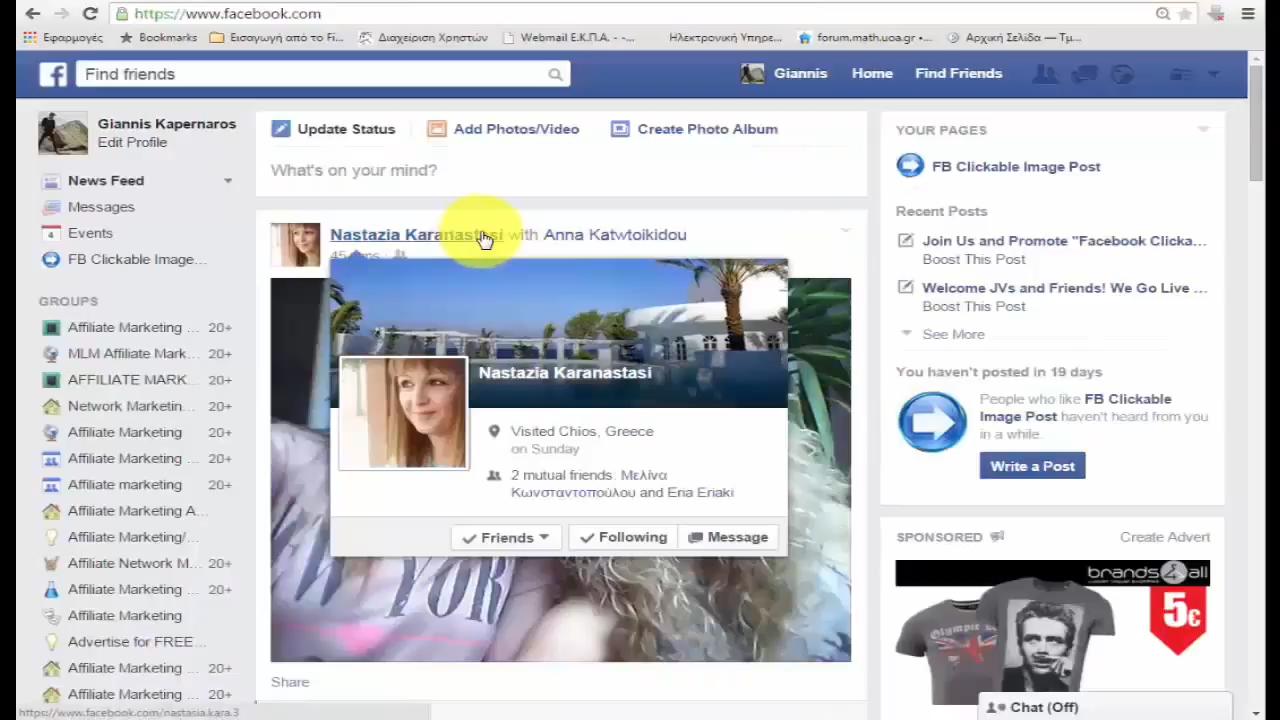 https://www.facebook.com
Εφαρμογές
Bookmarks
Εισαγωγή από το Fi...
Διαχείριση Χρηστών
Webmail Ε.Κ.Π.Α. -...
Ηλεκτρονική Υπηρε...
forum.math.uoa.gr •...
Αρχική Σελίδα — Τμ...
Find friends
Giannis
Home
Find Friends
Giannis Kapernaros
Edit Profile
News Feed
Messages
4 Events
FB Clickable Image...
GROUPS
Affiliate Marketing ... 20+
MLM Affiliate Mark... 20+
AFFILIATE MARK... 20+
Network Marketin... 20+
Affiliate Marketing 20+
Affiliate Marketing 20+
Affiliate marketing 20+
Affiliate Marketing A...
Affiliate Marketing/... 20+
Affiliate Network M... 20+
Affiliate Marketing 20+
Affiliate Marketing 20+
Advertise for FREE... 20+
Affiliate Marketing ... 20+
Affiliate Marketing ... 20+
https://www.facebook.com/nastasia.kara.3
Update Status
Add Photos/Video
Create Photo Album
What's on your mind?
Nastazia Karanastasi with Anna Katwtoikidou
Nastazia Karanastasi
Visited Chios, Greece
on Sunday
2 mutual friends: Μελίνα
Κωνσταντοπούλου and Eria Eriaki
Friends
Following
Message
YORK
Share
YOUR PAGES
FB Clickable Image Post
Recent Posts
Join Us and Promote "Facebook Clicka...
Boost This Post
Welcome JVs and Friends! We Go Live ...
Boost This Post
See More
You haven't posted in 19 days
People who like FB Clickable
Image Post haven't heard from you
in a while.
Write a Post
SPONSORED
Create Advert
brands4all
5€
Chat (Off)